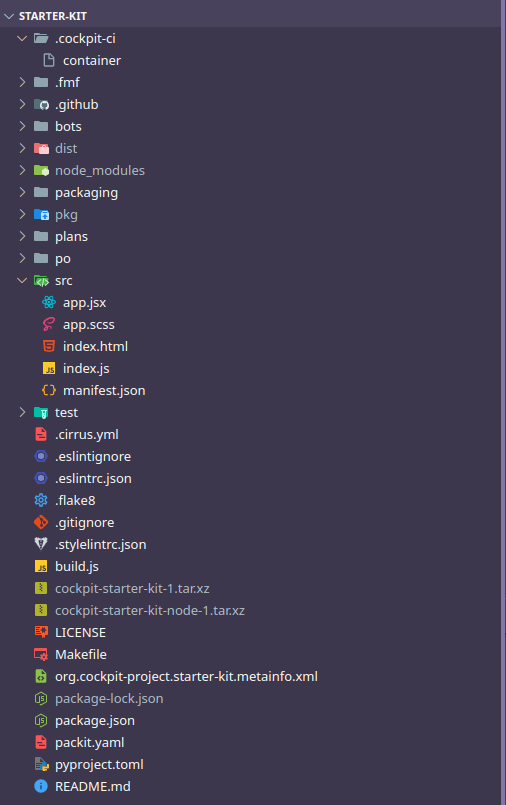 STARTER-KIT
.cockpit-ci
container
.fmf
.github
bots
dist
node_modules
packaging
pkg
plans
po
src
app.jsx
app.scss
index.html
index.js
manifest.json
test
.cirrus.yml
.eslintignore
.eslintrc.json
.flake8
.gitignore
.stylelintrc.json
build.js
cockpit-starter-kit-1.tar.xz
cockpit-starter-kit-node-1.tar.xz
LICENSE
Makefile
org.cockpit-project.starter-kit.metainfo.xml
package-lock.json
package.json
packit.yaml
pyproject.toml
README.md